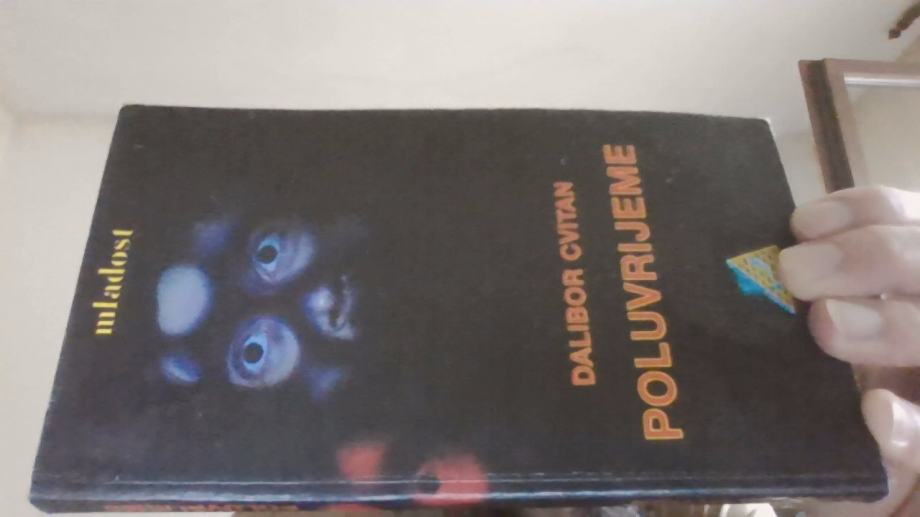 DALIBOR CVITAN
POLUVRIJEME
mladost